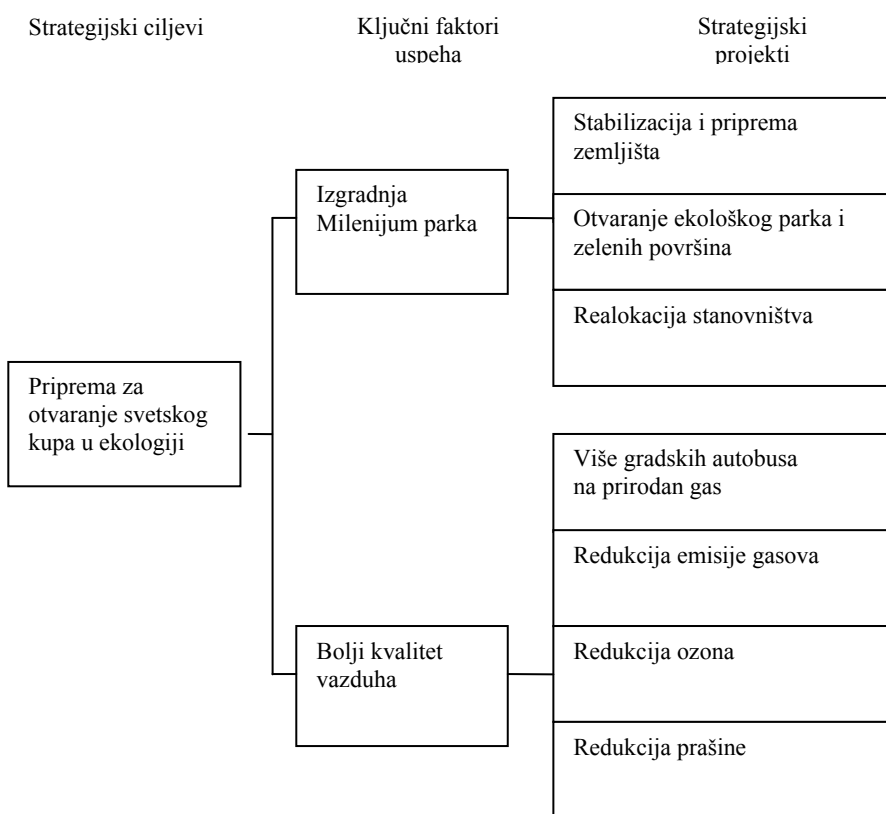 Strategijski ciljevi
Ključni faktori
uspeha
Strategijski
projekti
Stabilizacija i priprema
zemljišta
Izgradnja
Milenijum parka
Otvaranje ekološkog parka i
zelenih površina
Realokacija stanovništva
Priprema za
otvaranje svetskog
kupa u ekologiji
Više gradskih autobusa
na prirodan gas
Redukcija emisije gasova
Bolji kvalitet
vazduha
Redukcija ozona
Redukcija prašine